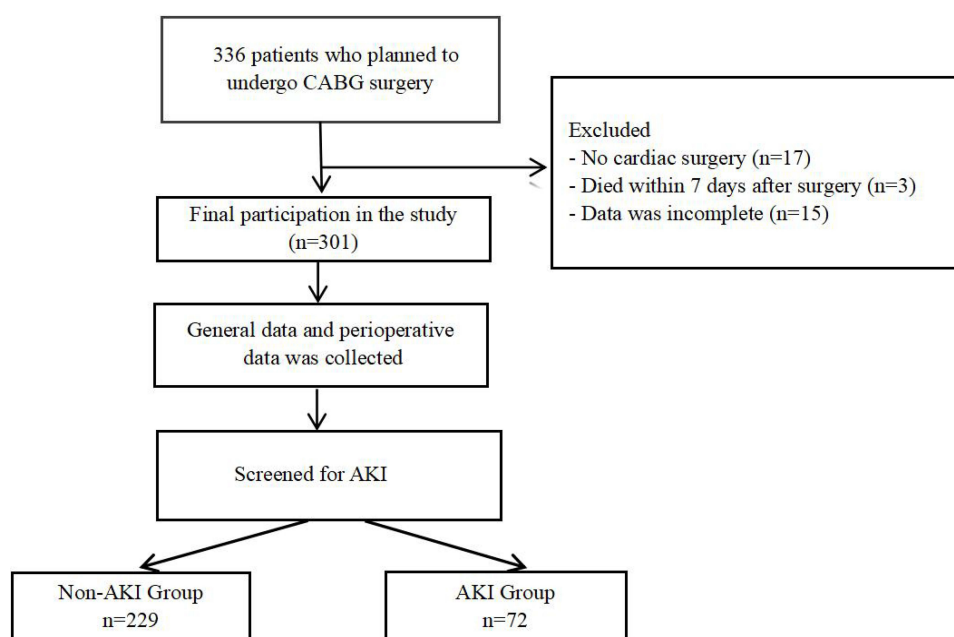 336 patients who planned to
undergo CABG surgery
Excluded
- No cardiac surgery (n=17)
- Died within 7 days after surgery (n=3)
- Data was incomplete (n=15)
Final participation in the study
(n=301)
General data and perioperative
data was collected
Screened for AKI
Non-AKI Group
n=229
AKI Group
n=72